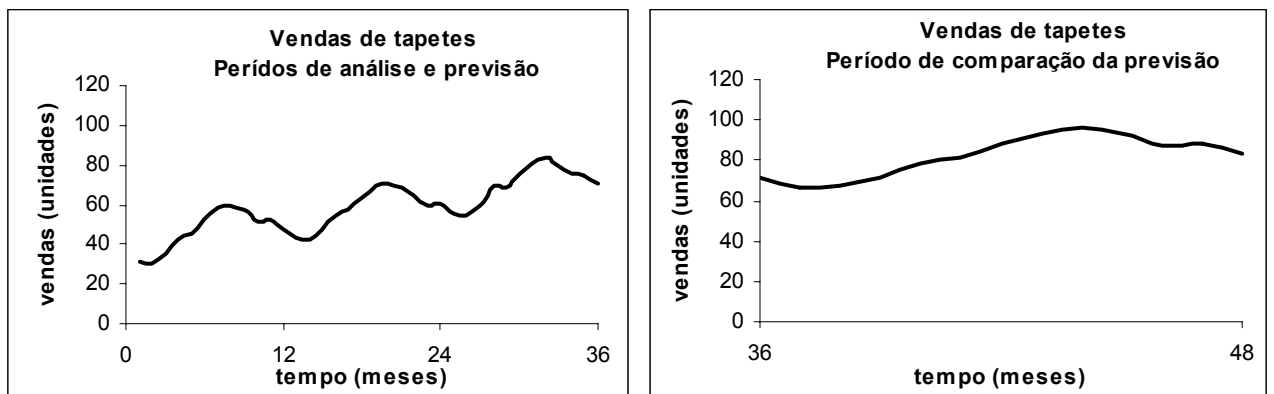 Vendas de tapetes
Perídos de análise e previsão
vendas (unidades)
120
100
80
60
40
20
0
0 12 24 36
tempo (meses)
Vendas de tapetes
Período de comparação da previsão
vendas (unidades)
120
100
80
60
40
20
0
36 48
tempo (meses)